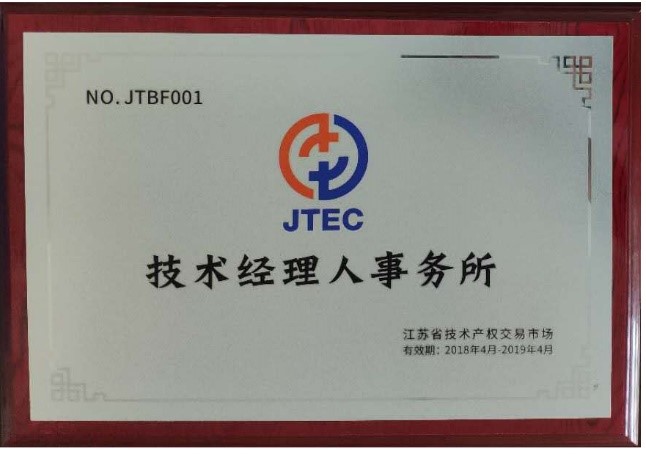 NO.JTBF001
JTEC
技术经理人事务所
江苏省技术产权交易市场
有效期：2018年4月-2019年4月